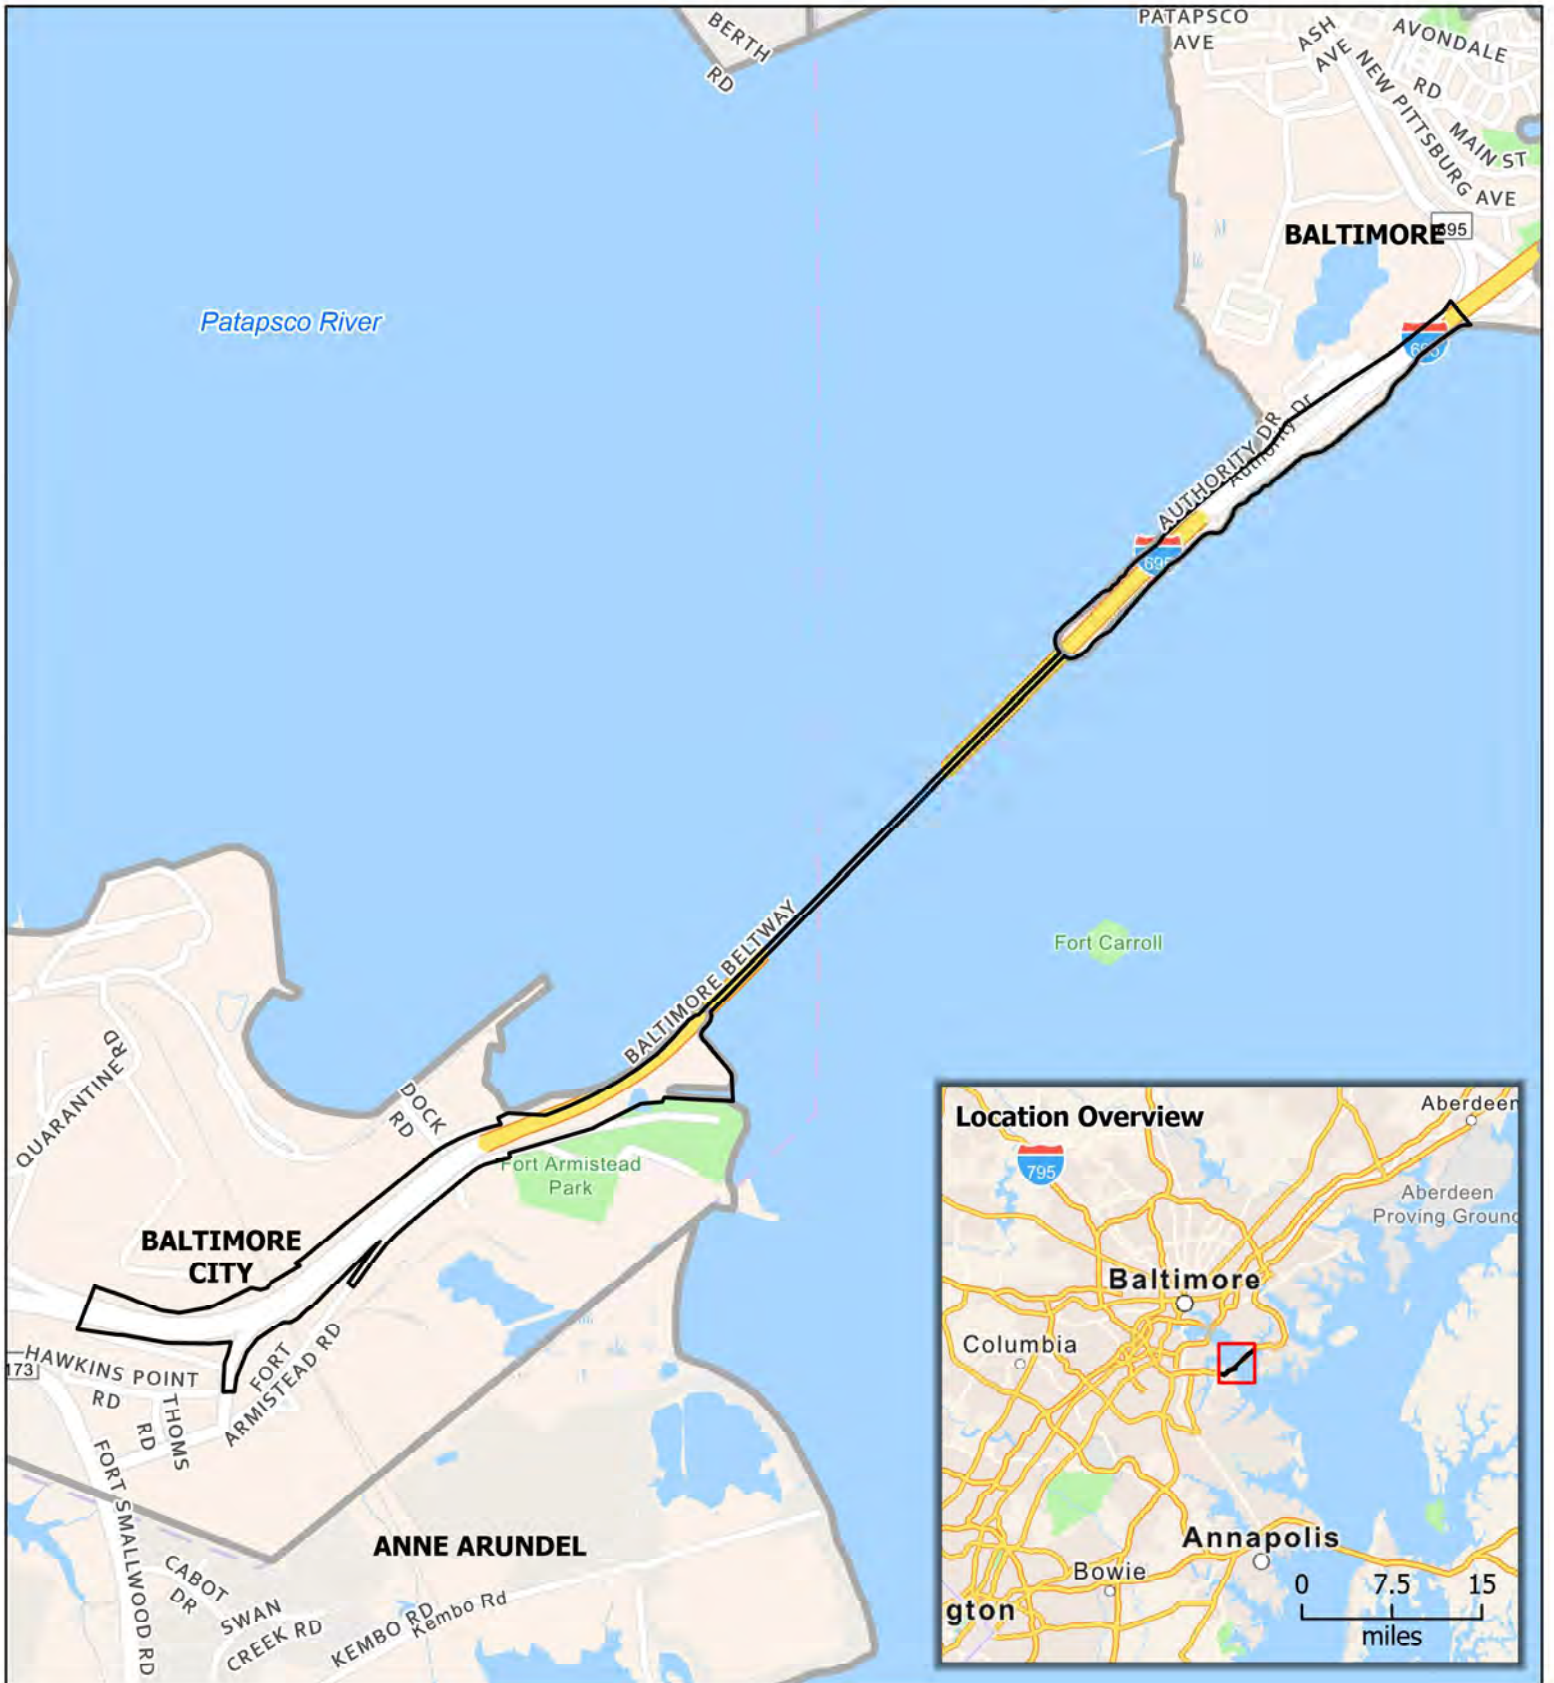 BERTH
RD
PATAPSCO
AVE
ASH
AVE
AVONDALE
RD
NEW PITTSBURG AVE
MAIN ST
BALTIMORE
695
Patapsco River
695
AUTHORITY DR
Authority Dr
695
BALTIMORE BELTWAY
Fort Carroll
QUARANTINE RD
DOCK
RD
Fort Armistead
Park
BALTIMORE
CITY
HAWKINS POINT
RD
173
FORT
ARMISTEAD RD
THOMS
RD
FORT SMALLWOOD RD
ANNE ARUNDEL
CABOT
DR
SWAN
CREEK RD
KEMBO RD
Kembo Rd
Location Overview
Aberdeen
795
Aberdeen
Proving Ground
Baltimore
Columbia
Annapolis
Bowie
gton
0 7.5 15
miles